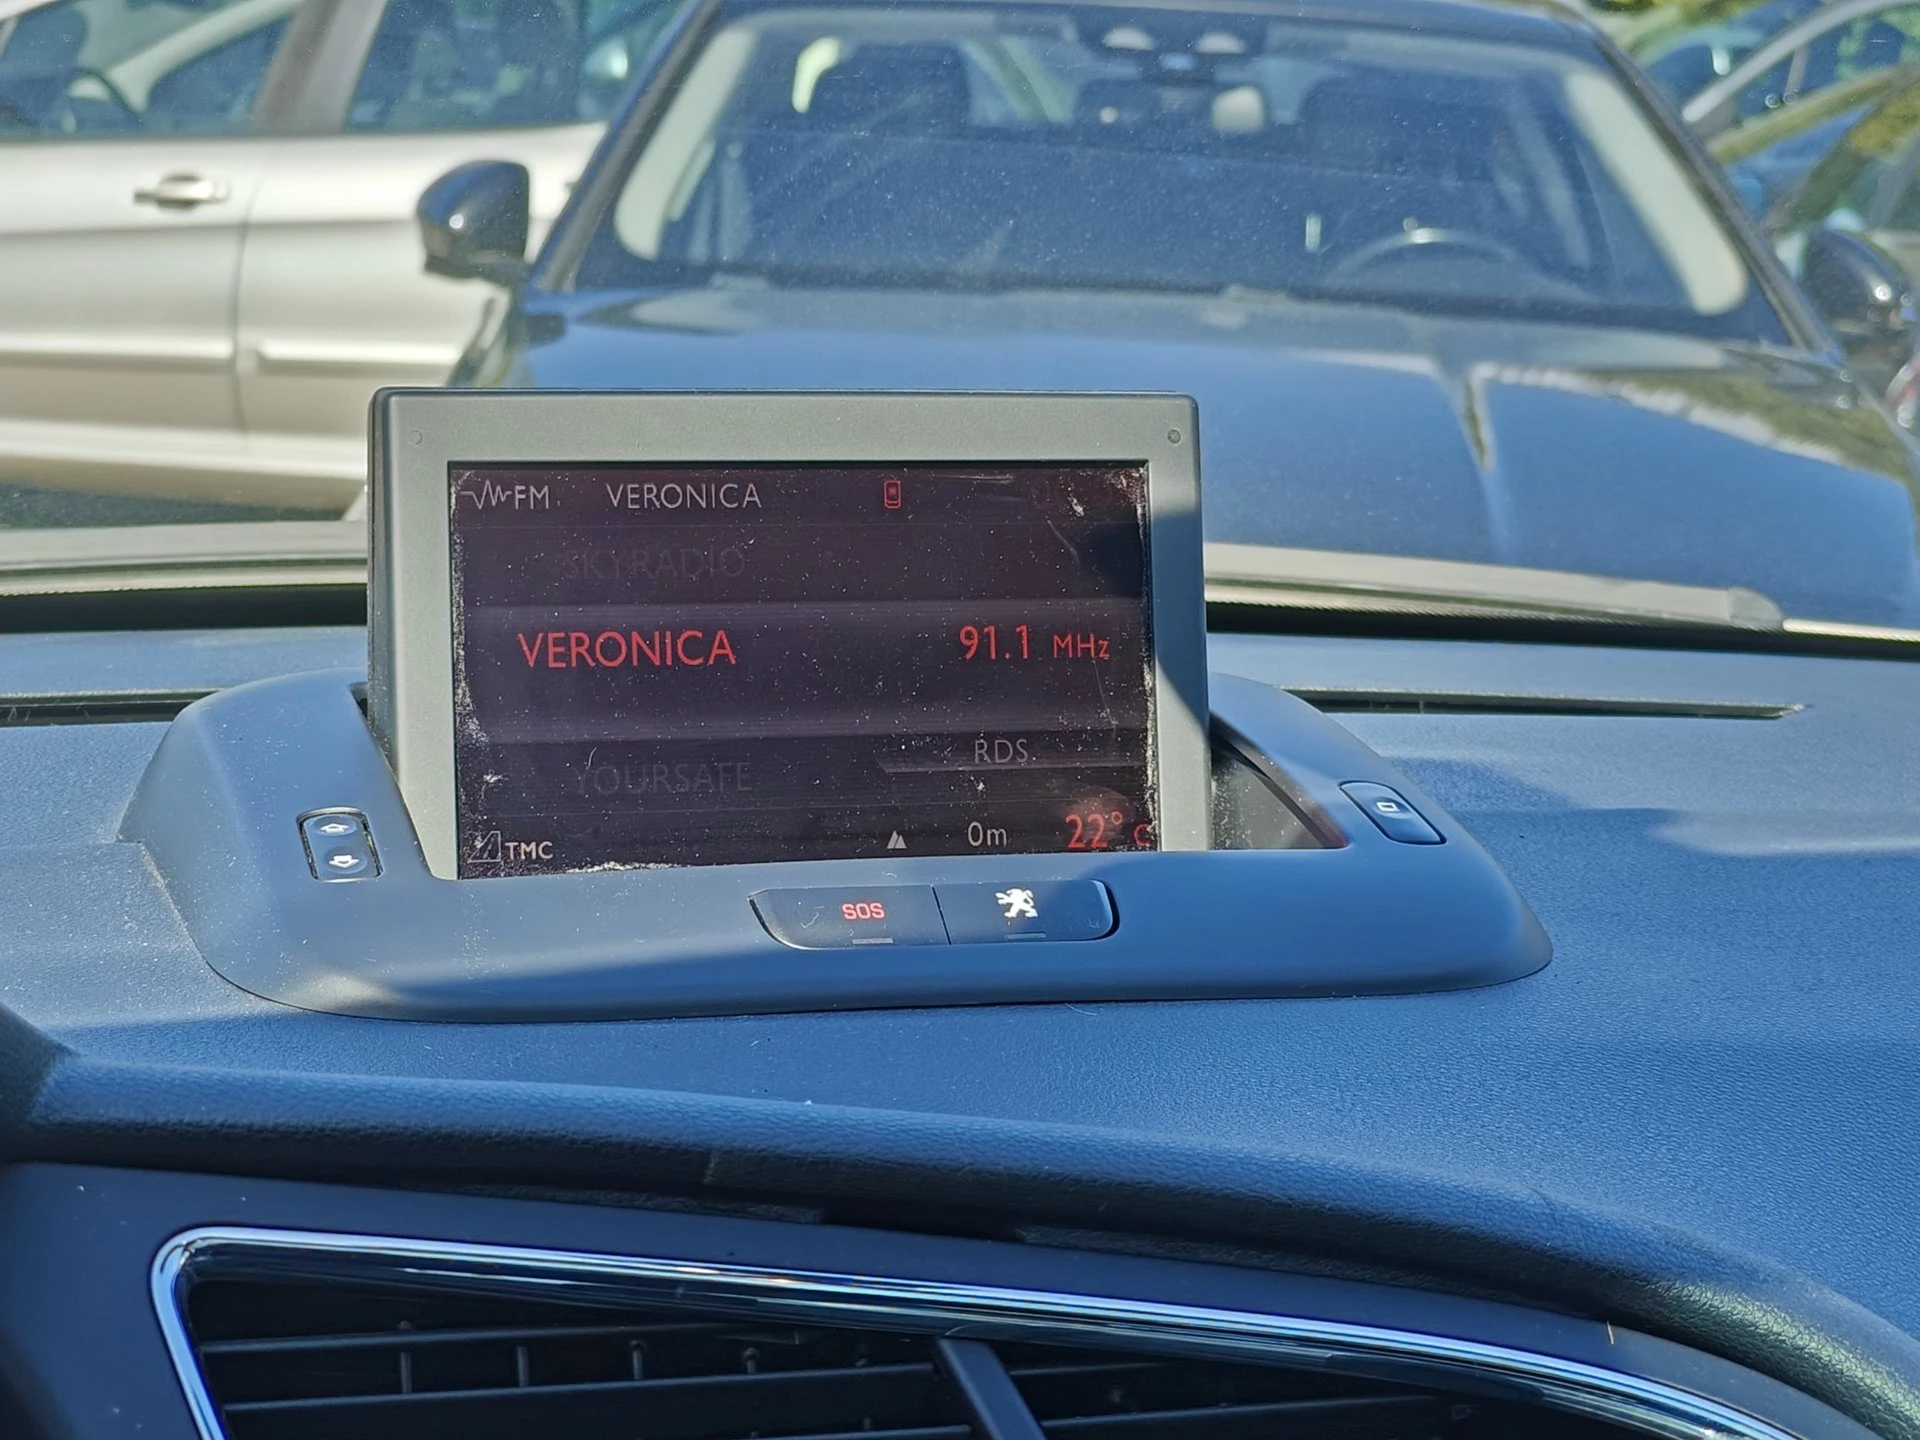 FM VERONICA
SKYRADIO
VERONICA 91.1 MHz
RDS
YOURSAFE
TMC 0m 22° C
SOS